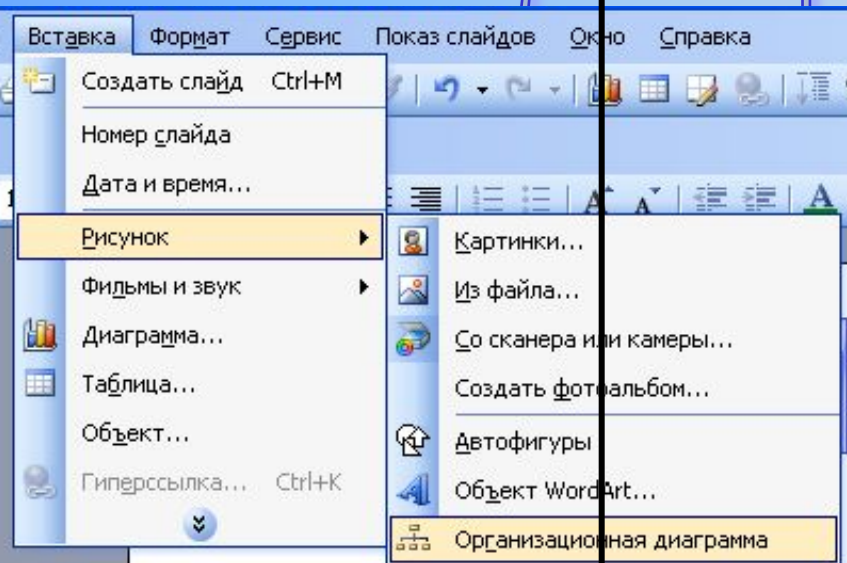 Вставка Формат Сервис Показ слайдов Окно Справка
Создать слайд Ctrl+M
Номер слайда
Дата и время...
Рисунок
Фильмы и звук
Диаграмма...
Таблица...
Объект...
Гиперссылка... Ctrl+K
Картинки...
Из файла...
Со сканера или камеры...
Создать фотоальбом...
Автофигуры
Объект WordArt...
Организационная диаграмма